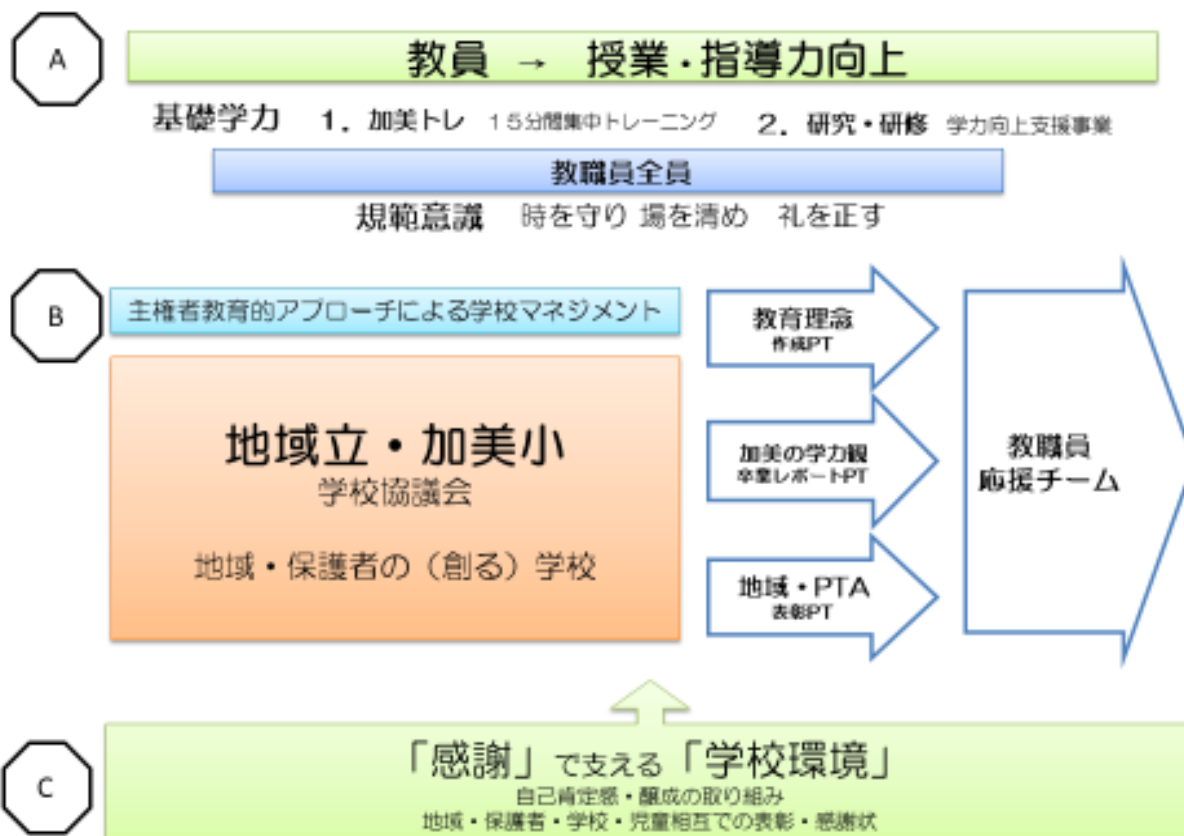 A
教員 → 授業・指導力向上
基礎学力 1. 加美トレ 15分間集中トレーニング 2. 研究・研修 学力向上支援事業
教職員全員
規範意識 時を守り 場を清め 礼を正す
B
主権者教育的アプローチによる学校マネジメント
地域立・加美小
学校協議会
地域・保護者の(創る)学校
教育理念
作成PT
加美の学力観
卒業レポートPT
地域・PTA
表彰PT
教職員
応援チーム
C
「感謝」で支える「学校環境」
自己肯定感・醸成の取り組み
地域・保護者・学校・児童相互での表彰・感謝状